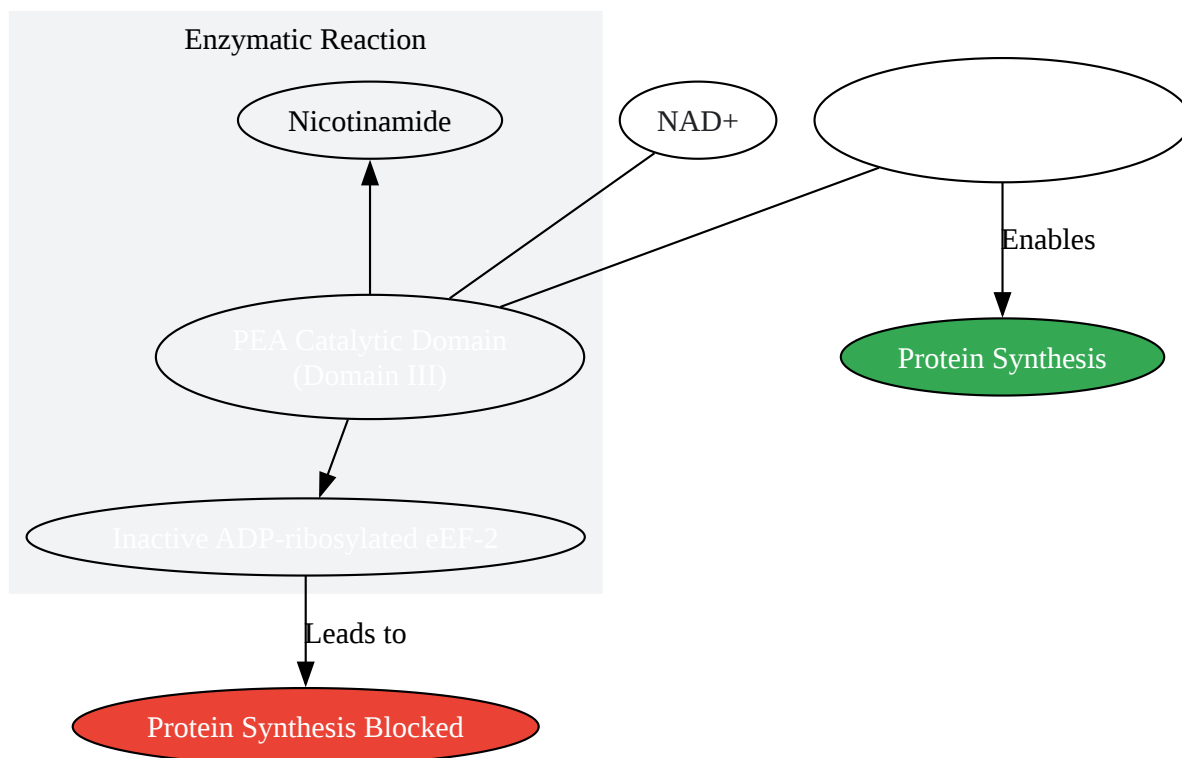 Enzymatic Reaction
Nicotinamide
NAD+
Enables
PEA Catalytic Domain
(Domain III)
Protein Synthesis
Inactive ADP-ribosylated eEF-2
Leads to
Protein Synthesis Blocked